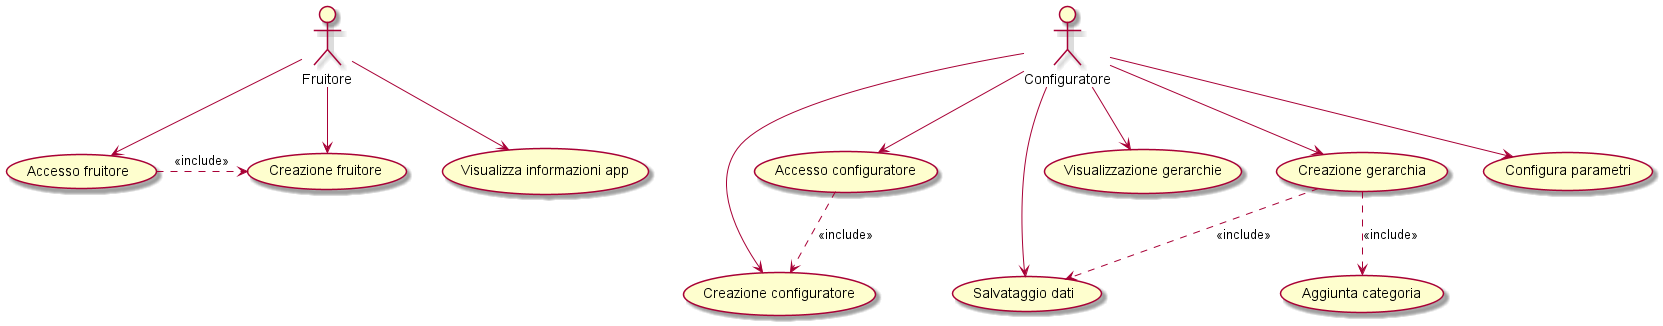 Fruitore
Configuratore
Accesso fruitore
«include»
Creazione fruitore
Visualizza informazioni app
Accesso configuratore
Visualizzazione gerarchie
Creazione gerarchia
Configura parametri
«include»
«include»
«include»
Creazione configuratore
Salvataggio dati
Aggiunta categoria